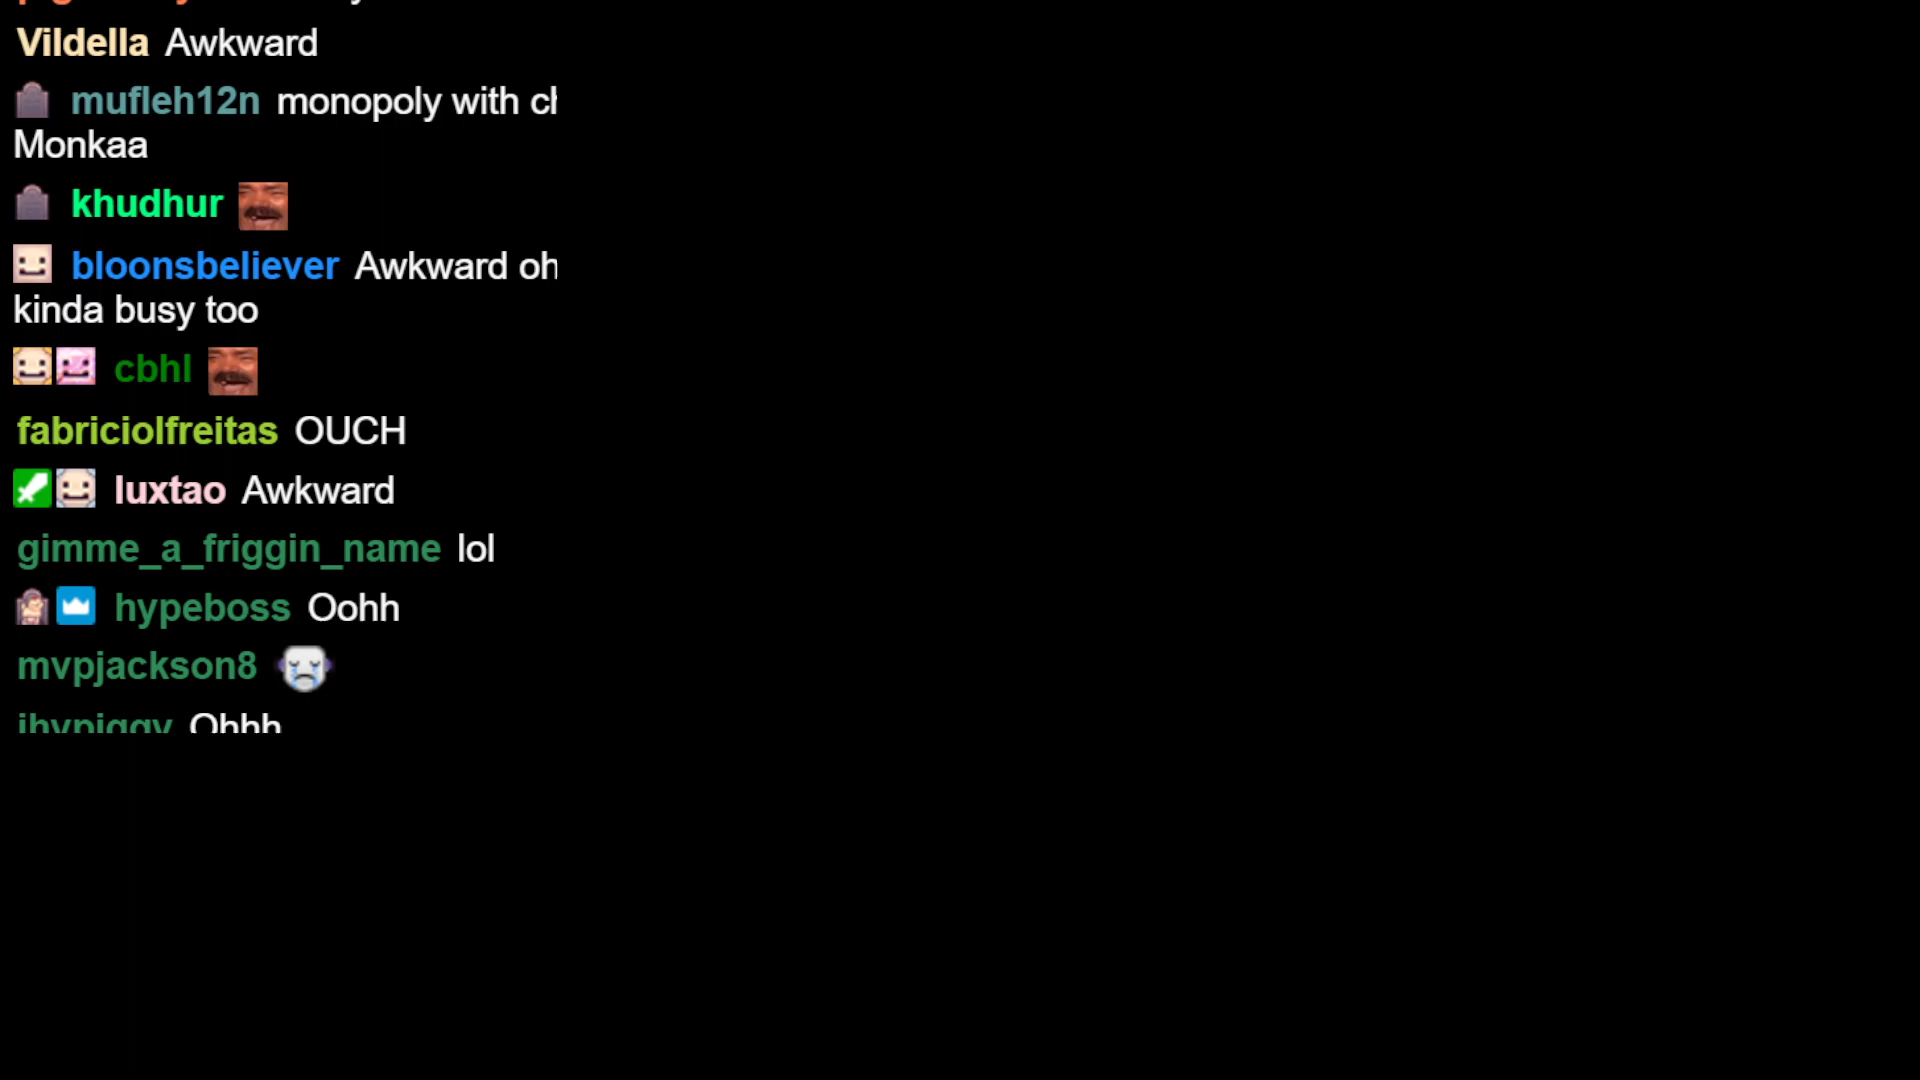 Vildella Awkward
mufleh12n monopoly with
Monkaa
khudhur
bloonsbeliever Awkward oh
kinda busy too
cbhl
fabriciolfreitas OUCH
luxtao Awkward
gimme_a_friggin_name lol
hypeboss Oohh
mvpjackson8
Ohhh